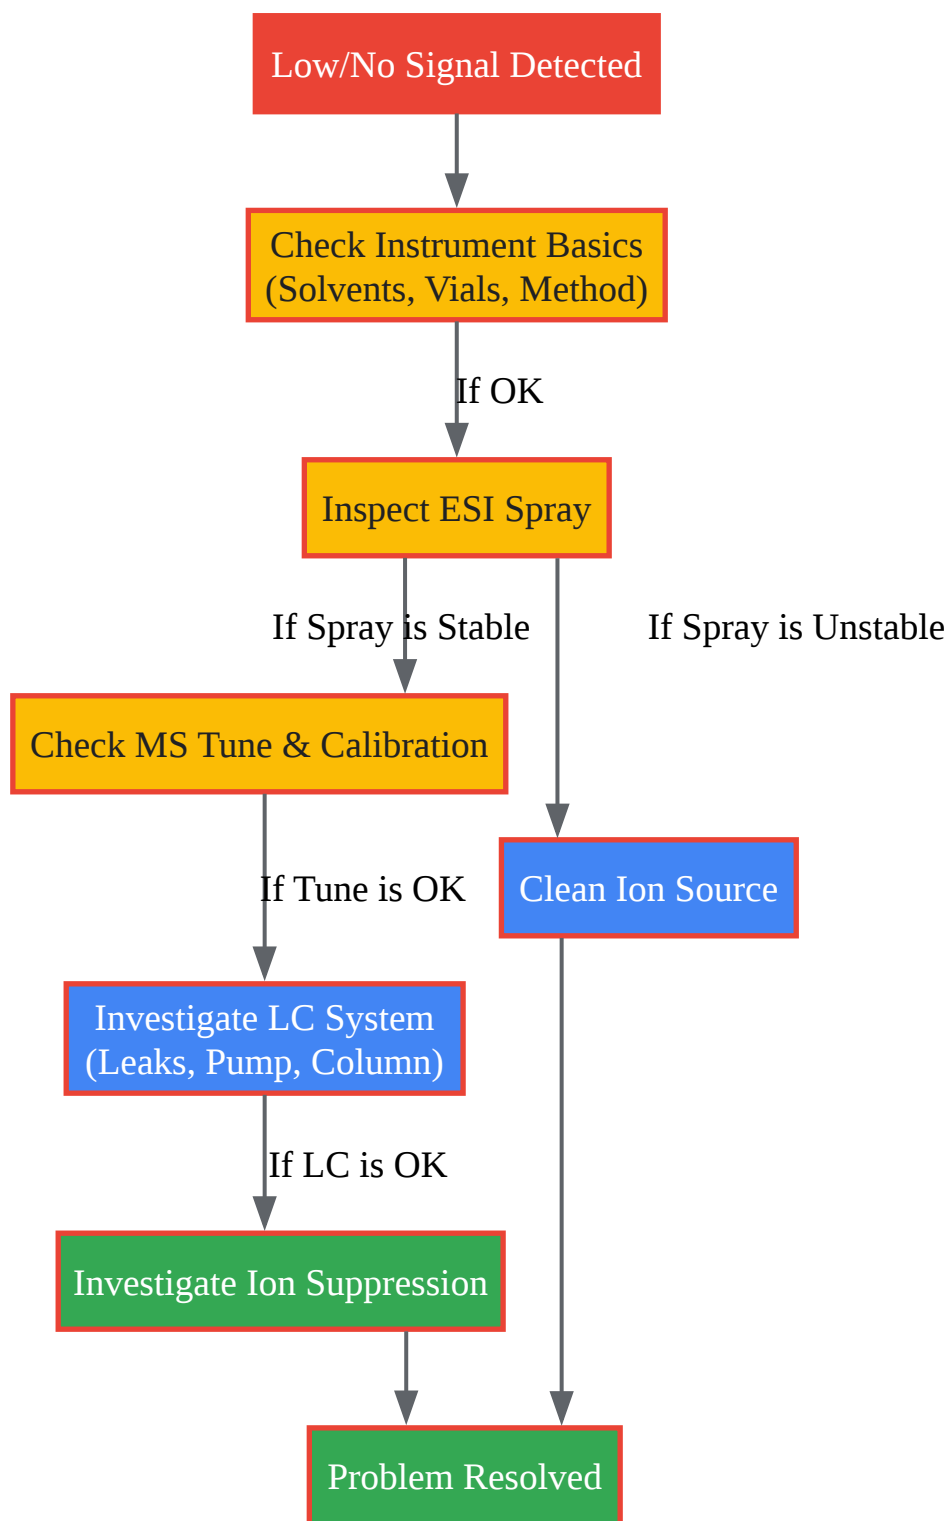 Low/No Signal Detected
Check Instrument Basics
(Solvents, Vials, Method)
If OK
Inspect ESI Spray
If Spray is Stable
If Spray is Unstable
Check MS Tune & Calibration
If Tune is OK
Clean Ion Source
Investigate LC System
(Leaks, Pump, Column)
If LC is OK
Investigate Ion Suppression
Problem Resolved